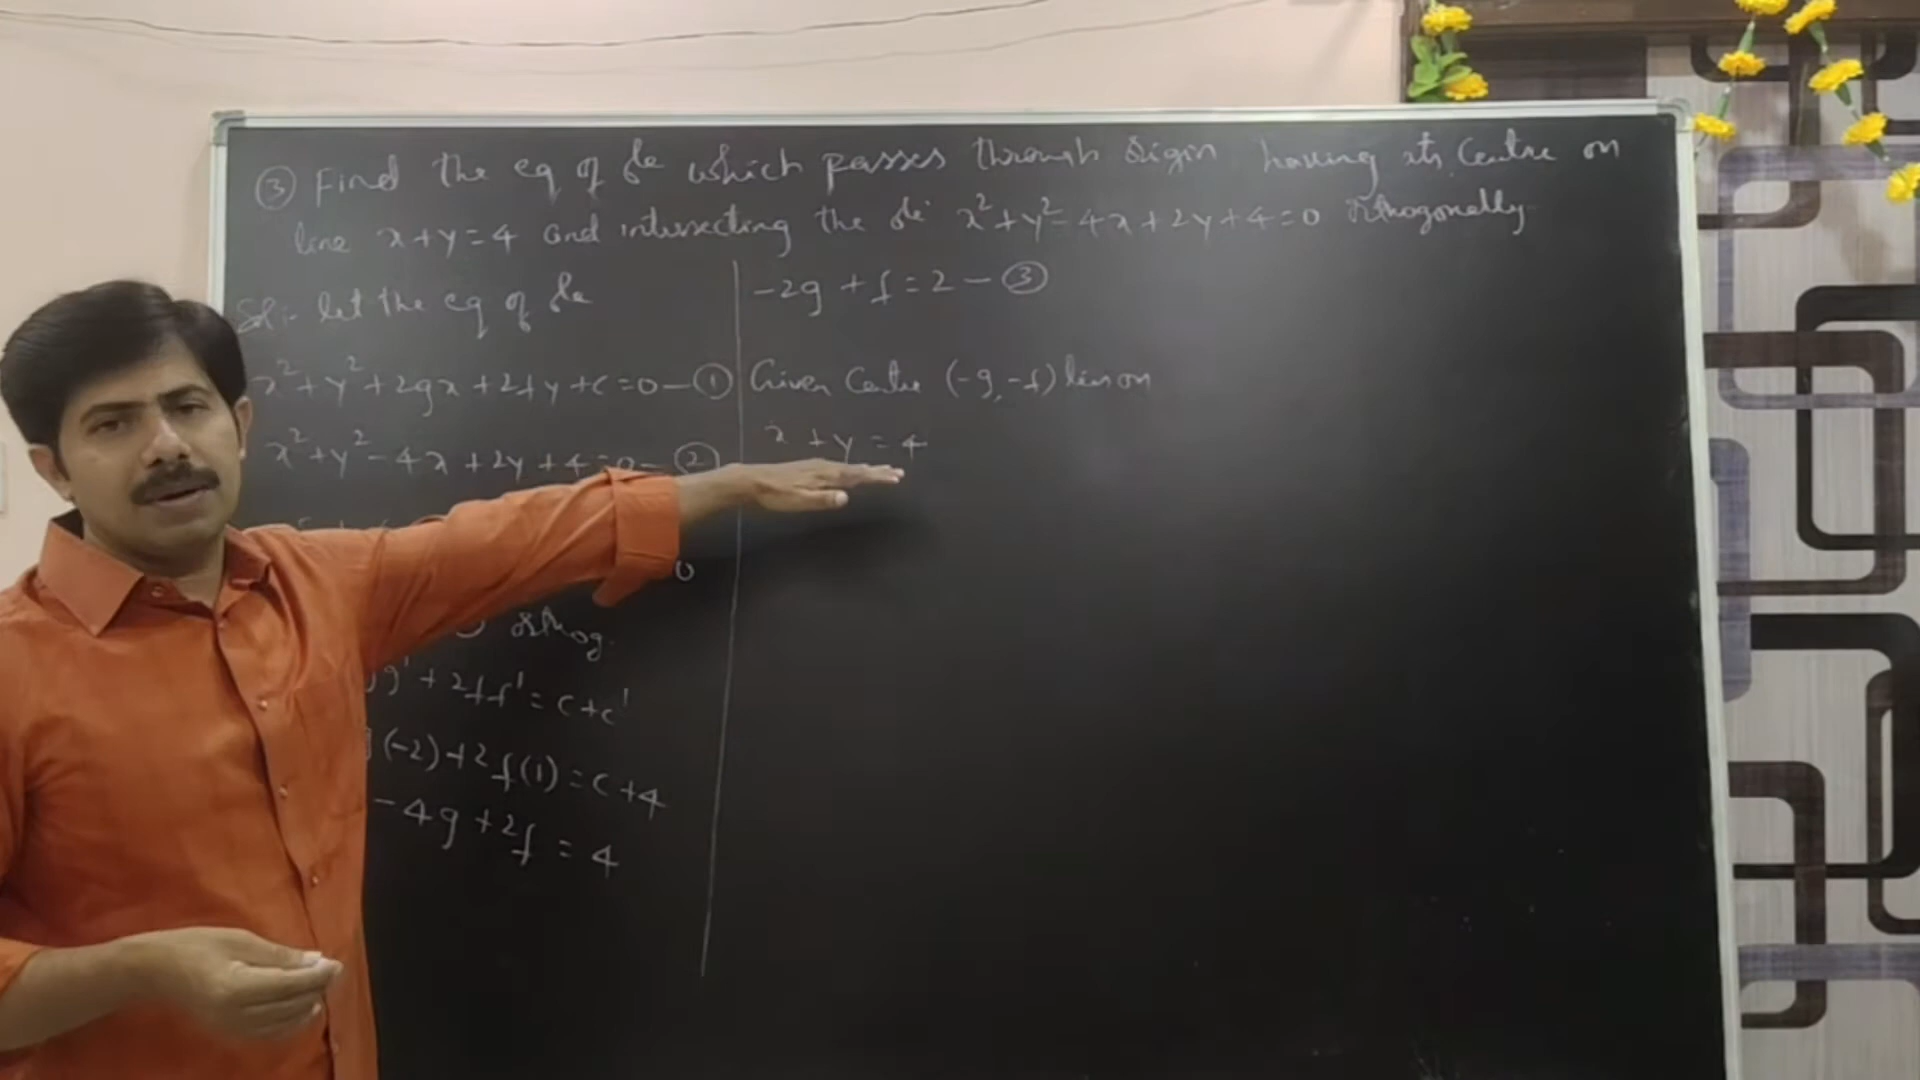 ③ Find the eq of which passes through origin having its Centre on
line x+y=4 and intersecting the x²+y²-4x+2y+4=0 orthogonally
Sol:- let the eq of
x²+y²+2gx+2fy+c=0-①
x²+y²-4x+2y+4=0-②
0
orthog.
g'+2ff'=c+c'
(-2)+2f(1)=c+4
-4g+2f=4
-2g+f=2-③
Given Centre (-g,-f) lies on
x+y=4